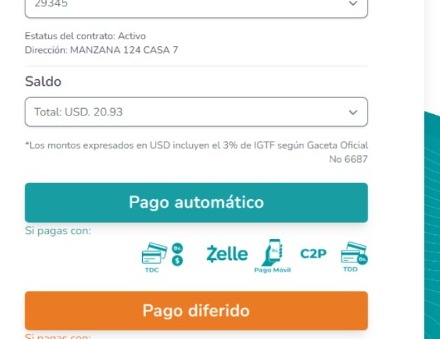 29345
Estatus del contrato: Activo
Dirección: MANZANA 124 CASA 7
Saldo
Total: USD. 20.93
*Los montos expresados en USD incluyen el 3% de IGTF según Gaceta Oficial
No 6687
Pago automático
Si pagas con:
Zelle C2P
TDC Pago Móvil TDD
Pago diferido
Si pagas con: